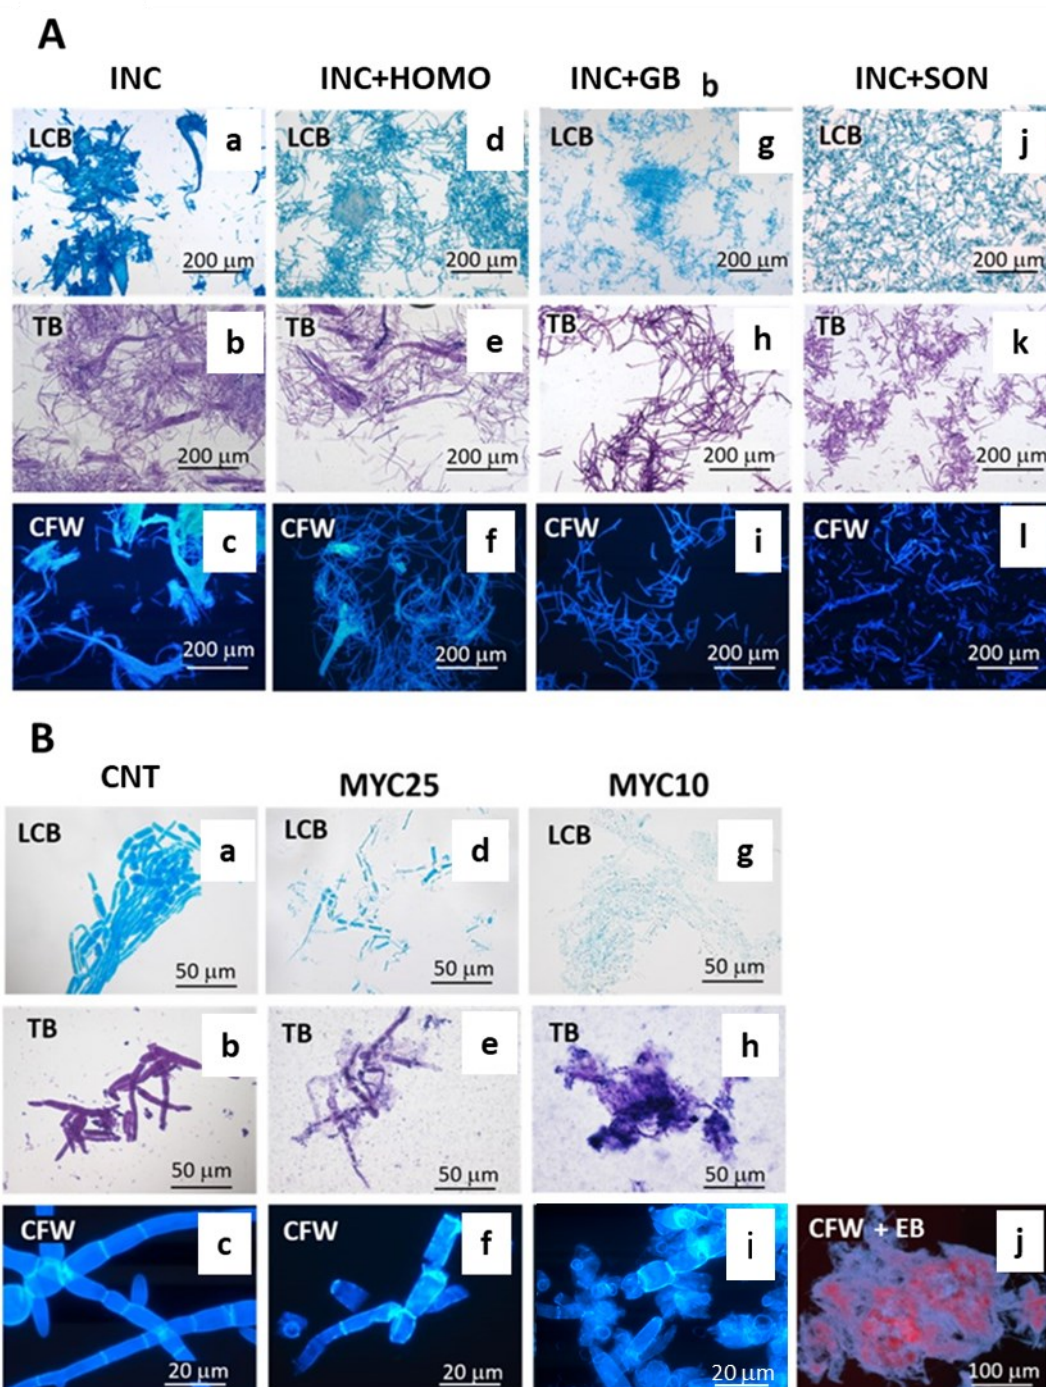 A
INC INC+HOMO INC+GB b INC+SON
LCB a LCB d LCB g LCB j
200 μm 200 μm 200 μm 200 μm
TB b TB e TB h TB k
200 μm 200 μm 200 μm 200 μm
CFW c CFW f CFW i CFW l
200 μm 200 μm 200 μm 200 μm
B
CNT MYC25 MYC10
LCB a LCB d LCB g
50 μm 50 μm 50 μm
TB b TB e TB h
50 μm 50 μm 50 μm
CFW c CFW f i CFW + EB j
20 μm 20 μm 20 μm 100 μm